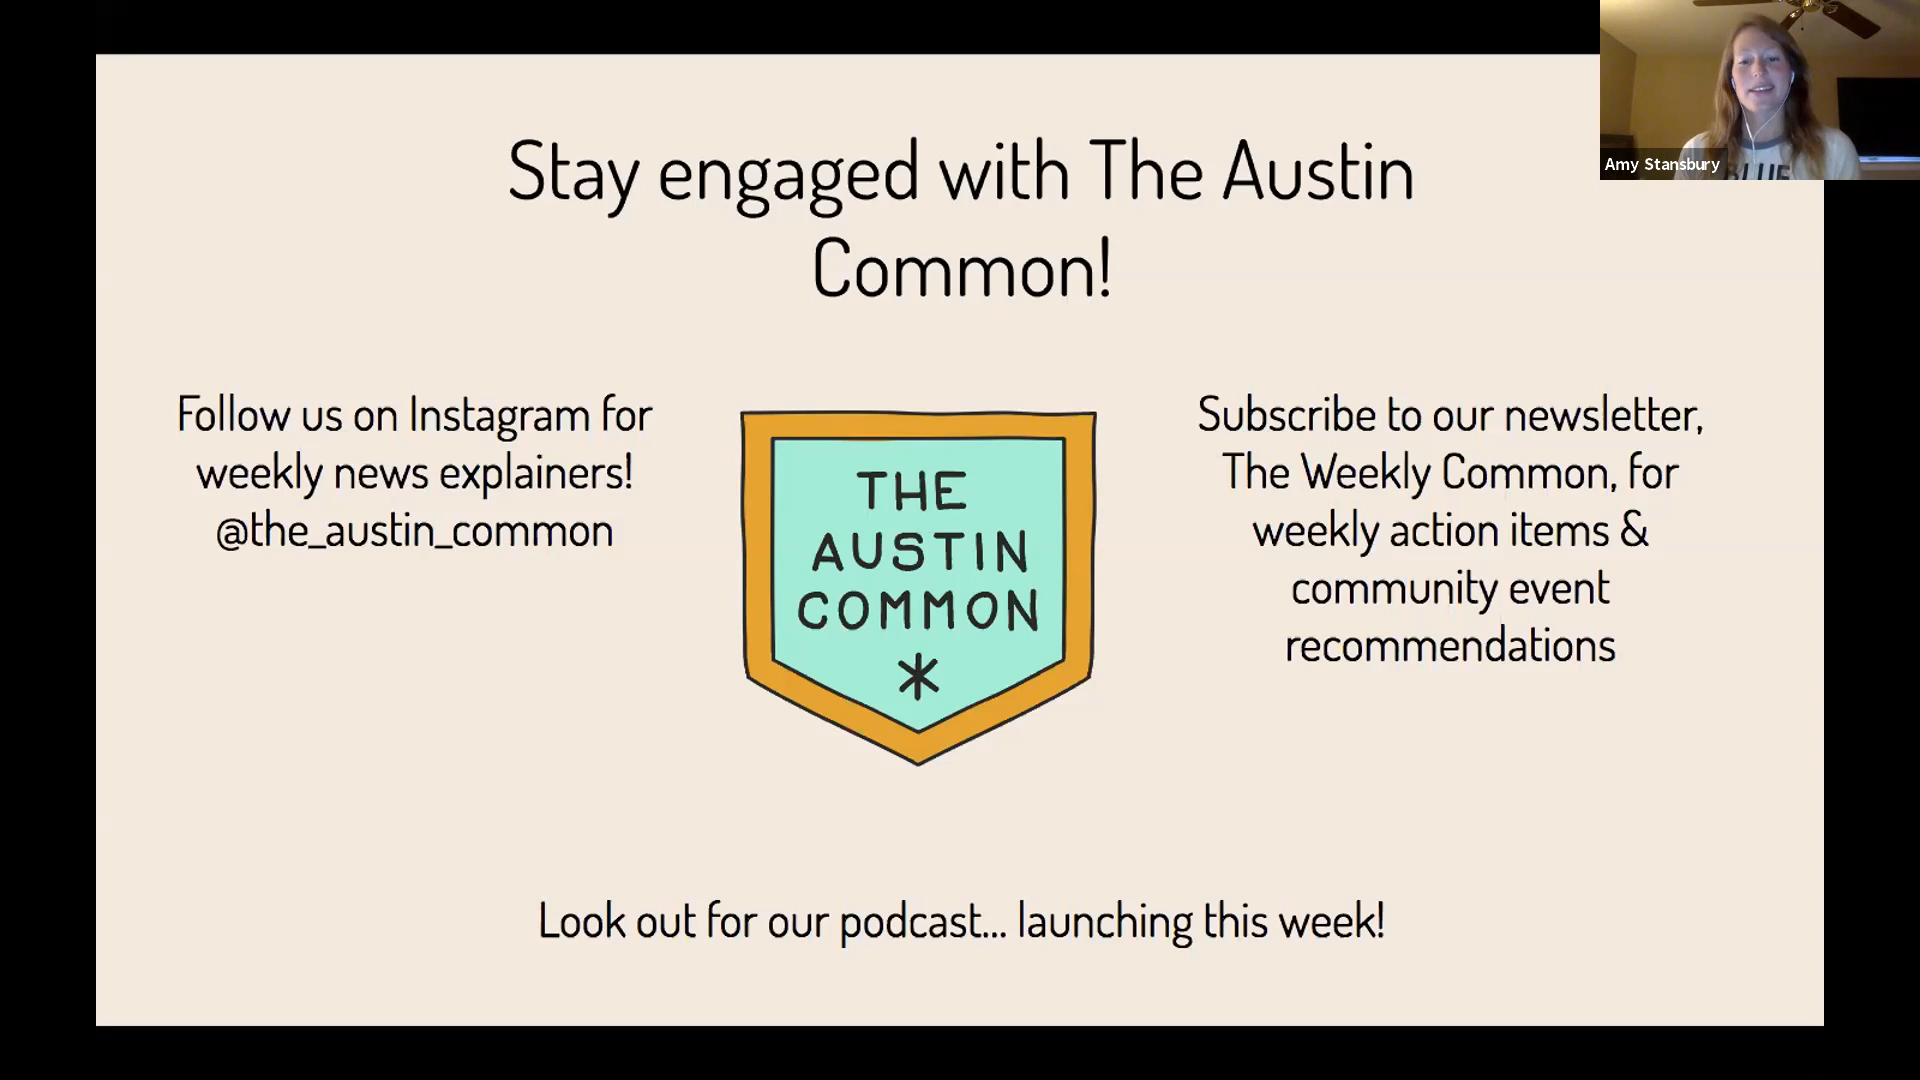 Stay engaged with The Austin
Common!
Follow us on Instagram for
weekly news explainers!
@the_austin_common
THE
AUSTIN
COMMON
*
Subscribe to our newsletter,
The Weekly Common, for
weekly action items &
community event
recommendations
Look out for our podcast... launching this week!
Amy Stansbury
BLUE